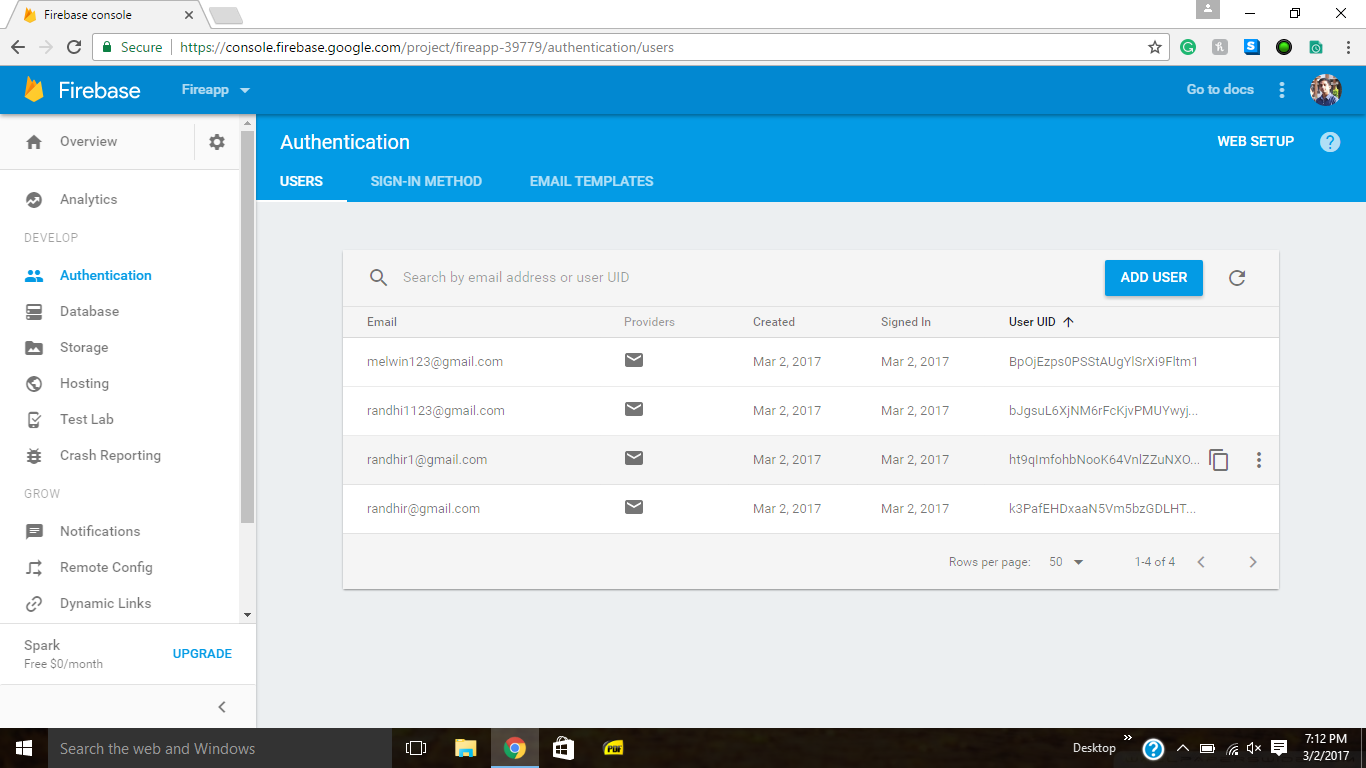 Firebase console
Secure https://console.firebase.google.com/project/fireapp-39779/authentication/users
Firebase Fireapp Go to docs
Overview
Authentication WEB SETUP
USERS SIGN-IN METHOD EMAIL TEMPLATES
Analytics
DEVELOP
Authentication
Database
Storage
Hosting
Test Lab
Crash Reporting
GROW
Notifications
Remote Config
Dynamic Links
Spark
Free $0/month
UPGRADE
Search by email address or user UID ADD USER
Email Providers Created Signed In User UID
melwin123@gmail.com Mar 2, 2017 Mar 2, 2017 BpOjEzps0PSStAUgYlSrXi9Fltm1
randhi1123@gmail.com Mar 2, 2017 Mar 2, 2017 bJgsuL6XjNM6rFcKjvPMUYwyj...
randhir1@gmail.com Mar 2, 2017 Mar 2, 2017 ht9qImfohbNooK64VnlZZuNXO...
randhir@gmail.com Mar 2, 2017 Mar 2, 2017 k3PafEHDxaaN5Vm5bzGDLHT...
Rows per page: 50 1-4 of 4
Search the web and Windows
PDF
Desktop
7:12 PM
3/2/2017